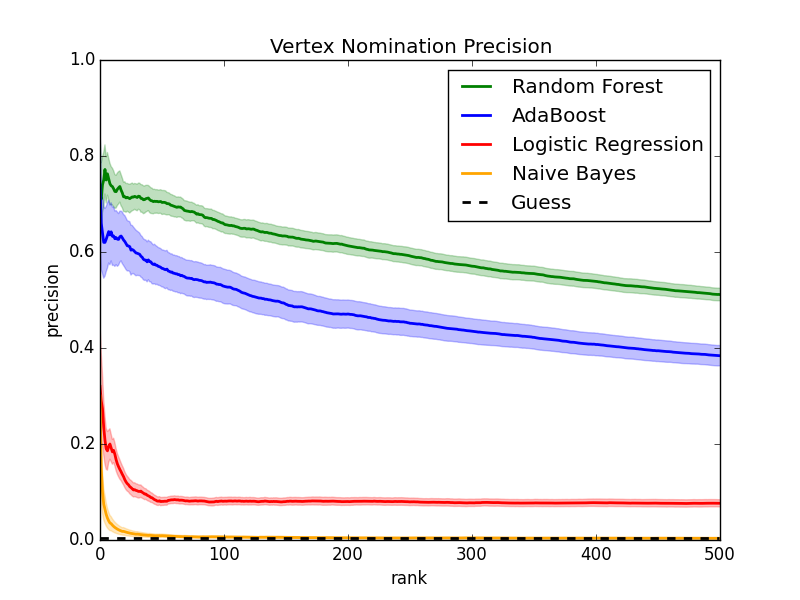 Vertex Nomination Precision
1.0
0.8
0.6
0.4
0.2
0.0
precision
Random Forest
AdaBoost
Logistic Regression
Naive Bayes
Guess
0 100 200 300 400 500
rank